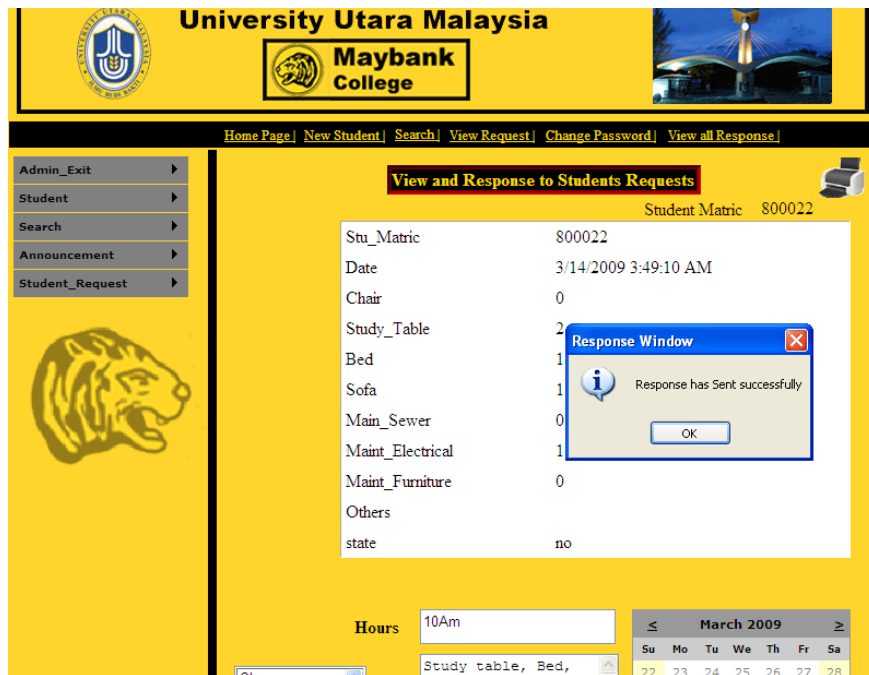 University Utara Malaysia
Maybank
College
Home Page| New Student| Search| View Request| Change Password| View all Response|
Admin_Exit
Student
Search
Announcement
Student_Request
View and Response to Students Requests
Student Matric 800022
Stu_Matric 800022
Date 3/14/2009 3:49:10 AM
Chair 0
Study_Table 2
Bed 1
Sofa 1
Main_Sewer 0
Maint_Electrical 1
Maint_Furniture 0
Others
state no
Response Window
Response has Sent successfully
OK
Hours 10Am
Study table, Bed,
< March 2009 >
Su Mo Tu We Th Fr Sa
22 23 24 25 26 27 28